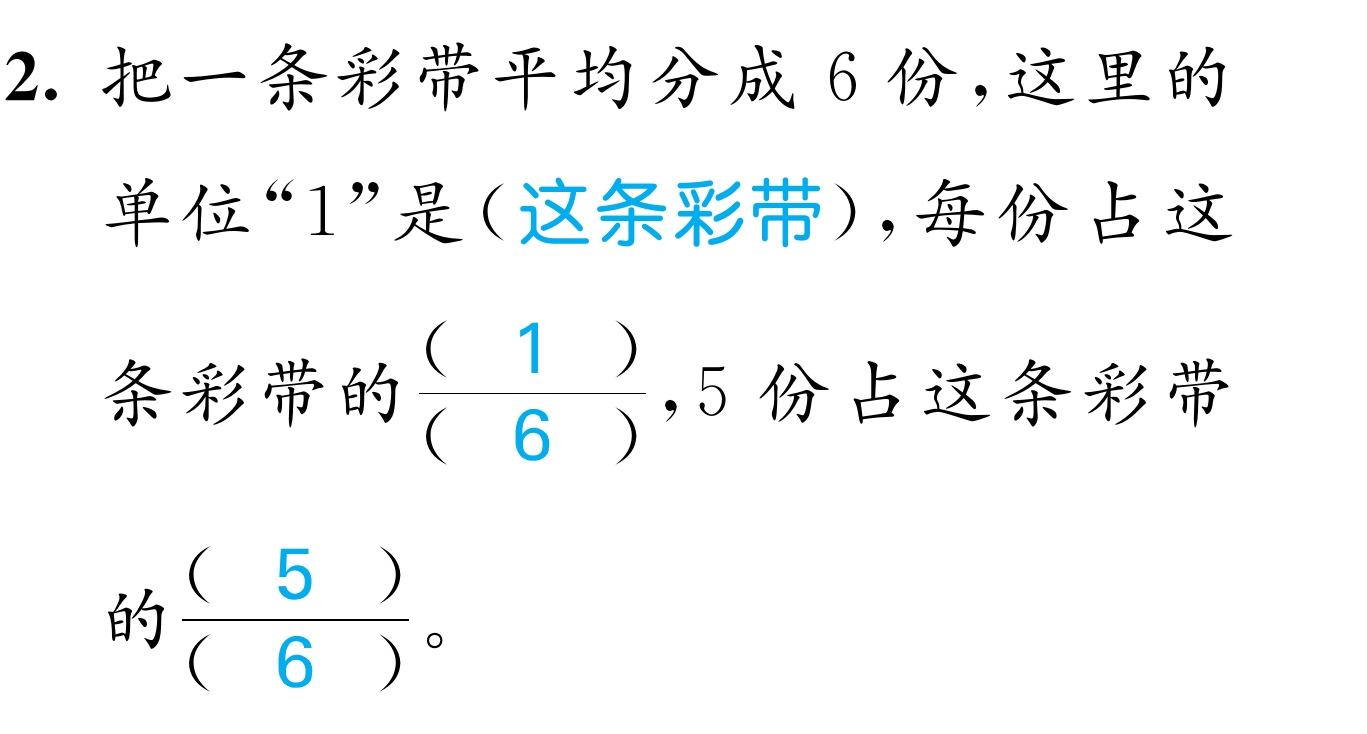 2. 把一条彩带平均分成 6 份,这里的
单位“1”是(这条彩带),每份占这
条彩带的( 1 )/( 6 ),5 份占这条彩带
的( 5 )/( 6 )。